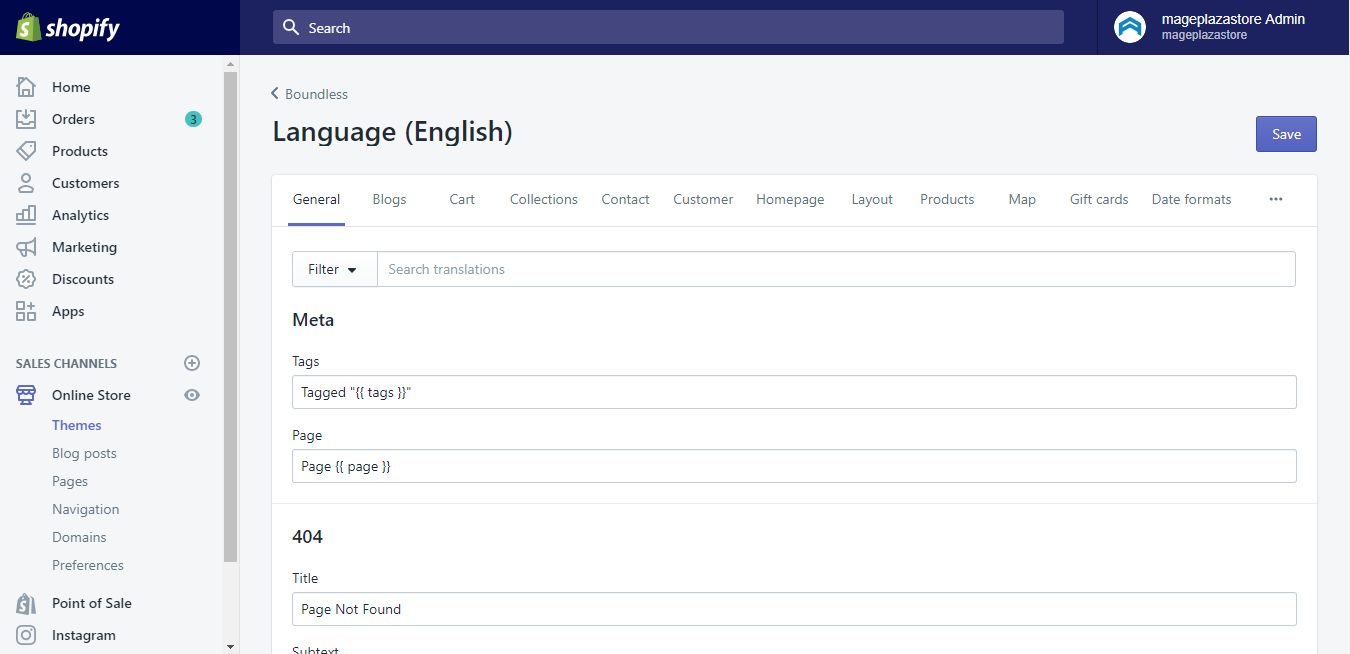 shopify
Search
mageplazastore Admin
mageplazastore
Home
Orders 3
Products
Customers
Analytics
Marketing
Discounts
Apps
SALES CHANNELS
Online Store
Themes
Blog posts
Pages
Navigation
Domains
Preferences
Point of Sale
Instagram
Boundless
Language (English)
Save
General Blogs Cart Collections Contact Customer Homepage Layout Products Map Gift cards Date formats •••
Filter Search translations
Meta
Tags
Tagged "{{ tags }}"
Page
Page {{ page }}
404
Title
Page Not Found
Subtext